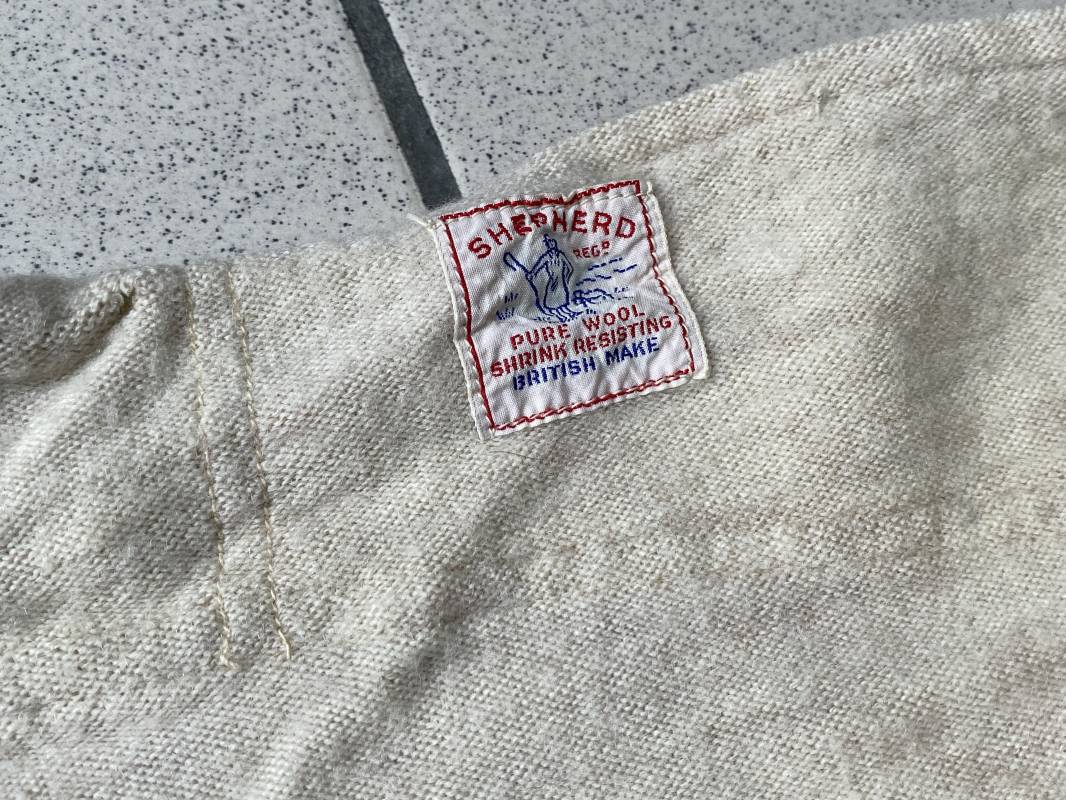 SHEPHERD
REGD
PURE WOOL
SHRINK RESISTING
BRITISH MAKE